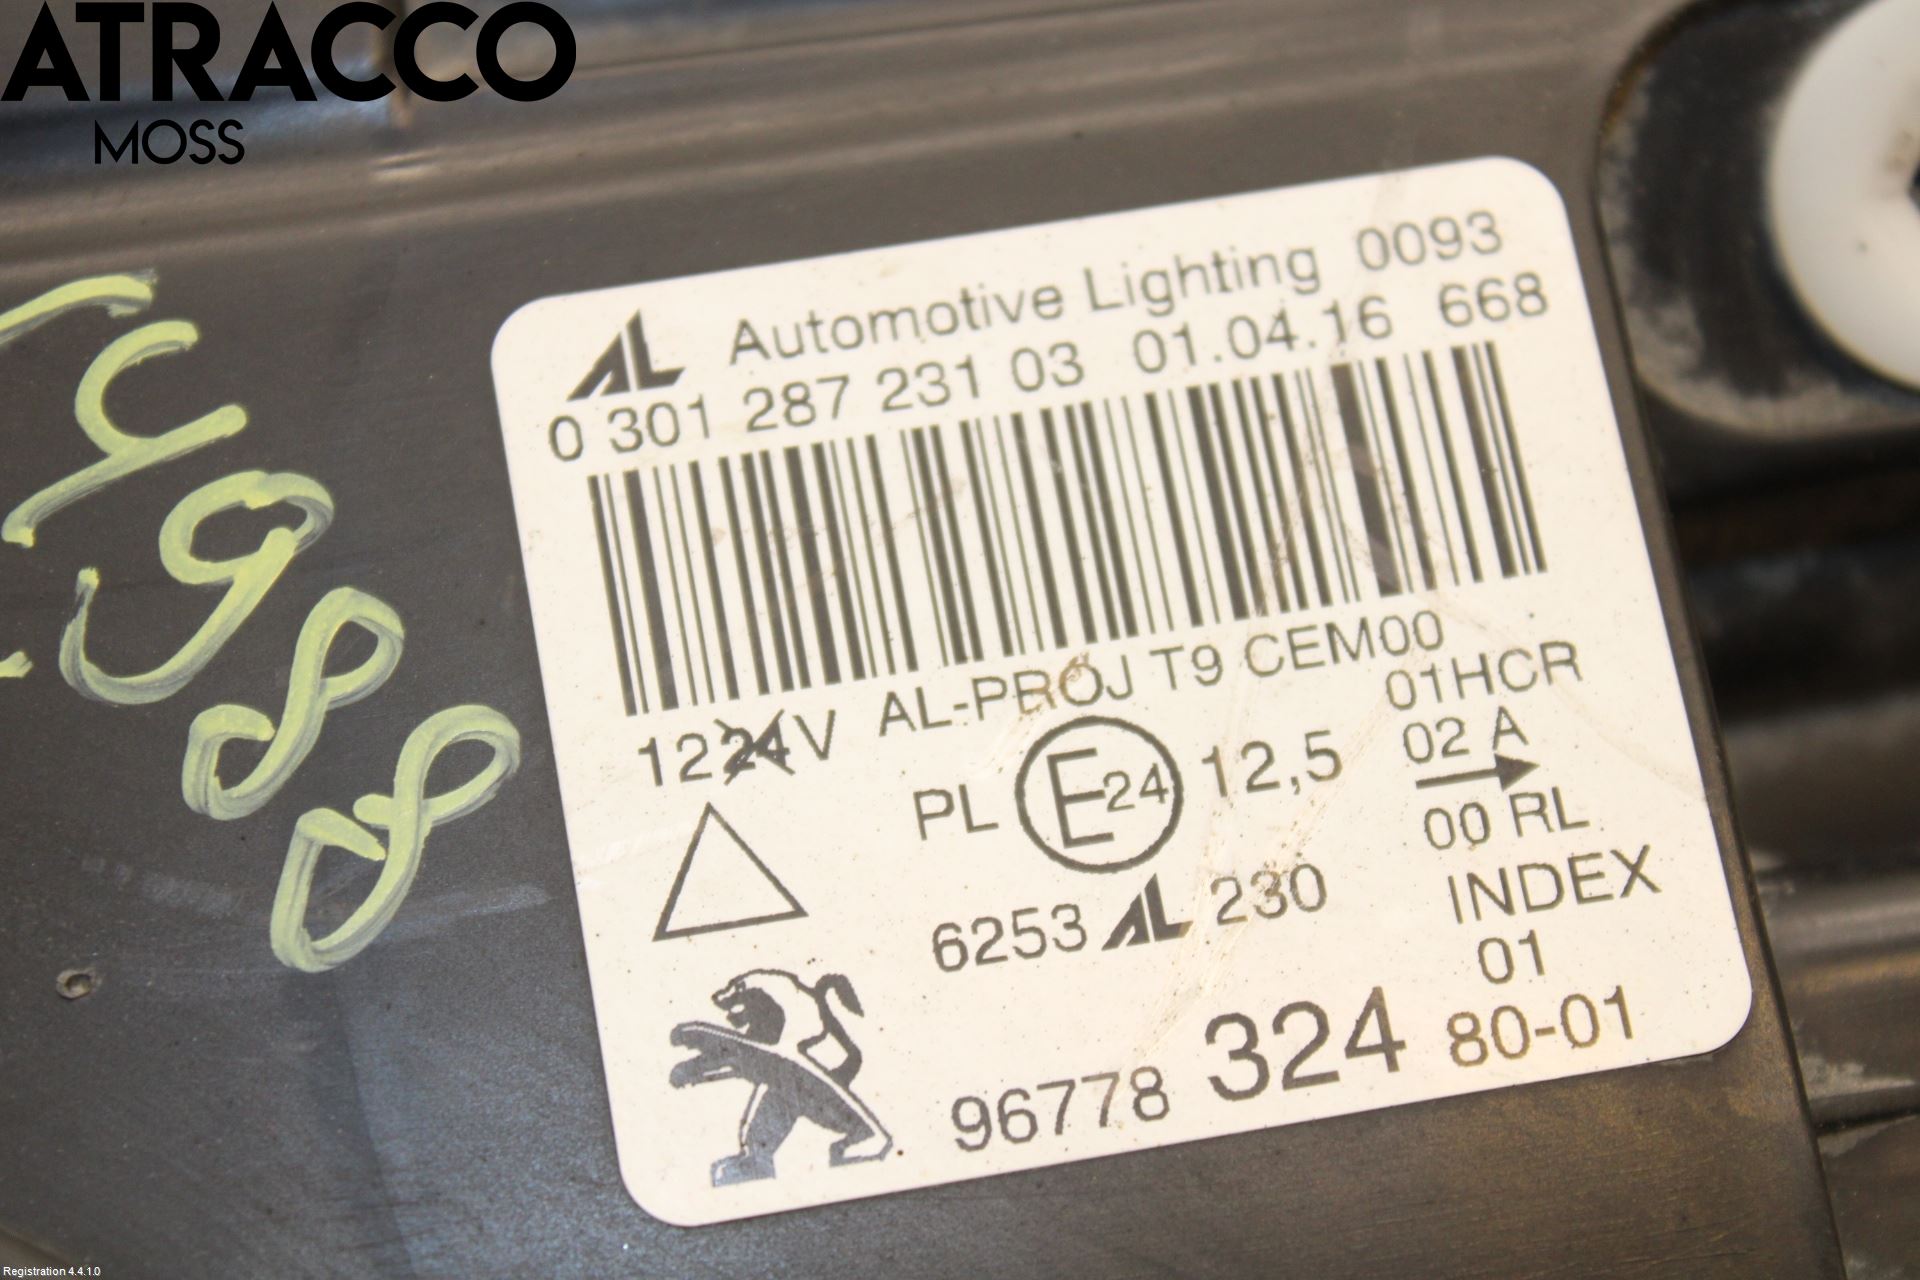 ATRACCO
MOSS
AL Automotive Lighting 0093
0 301 287 231 03 01.04.16 668
AL-PROJ T9 CEM00
1224V
01HCR
02 A
PL E24 12,5
00 RL
6253 AL 230
INDEX
01
96778 324 80-01
Registration 4.4.1.0